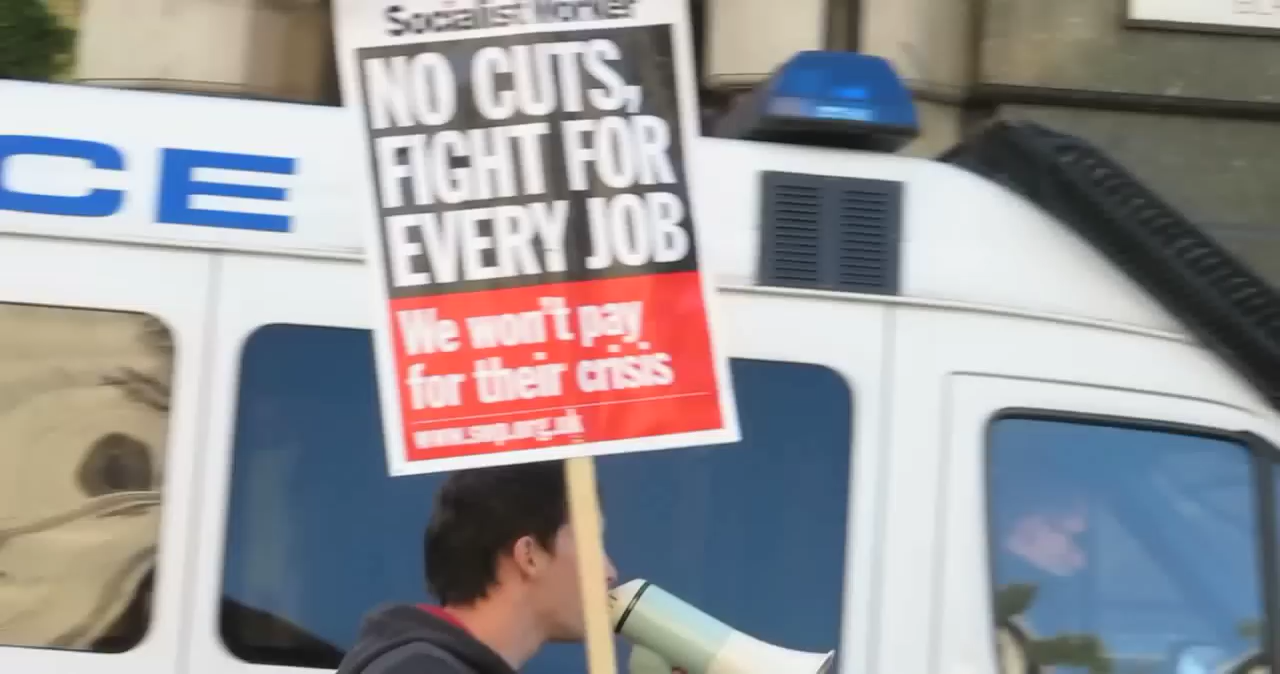 Socialist Worker
NO CUTS,
FIGHT FOR
EVERY JOB
We won't pay
for their crisis
www.swp.org.uk
CE